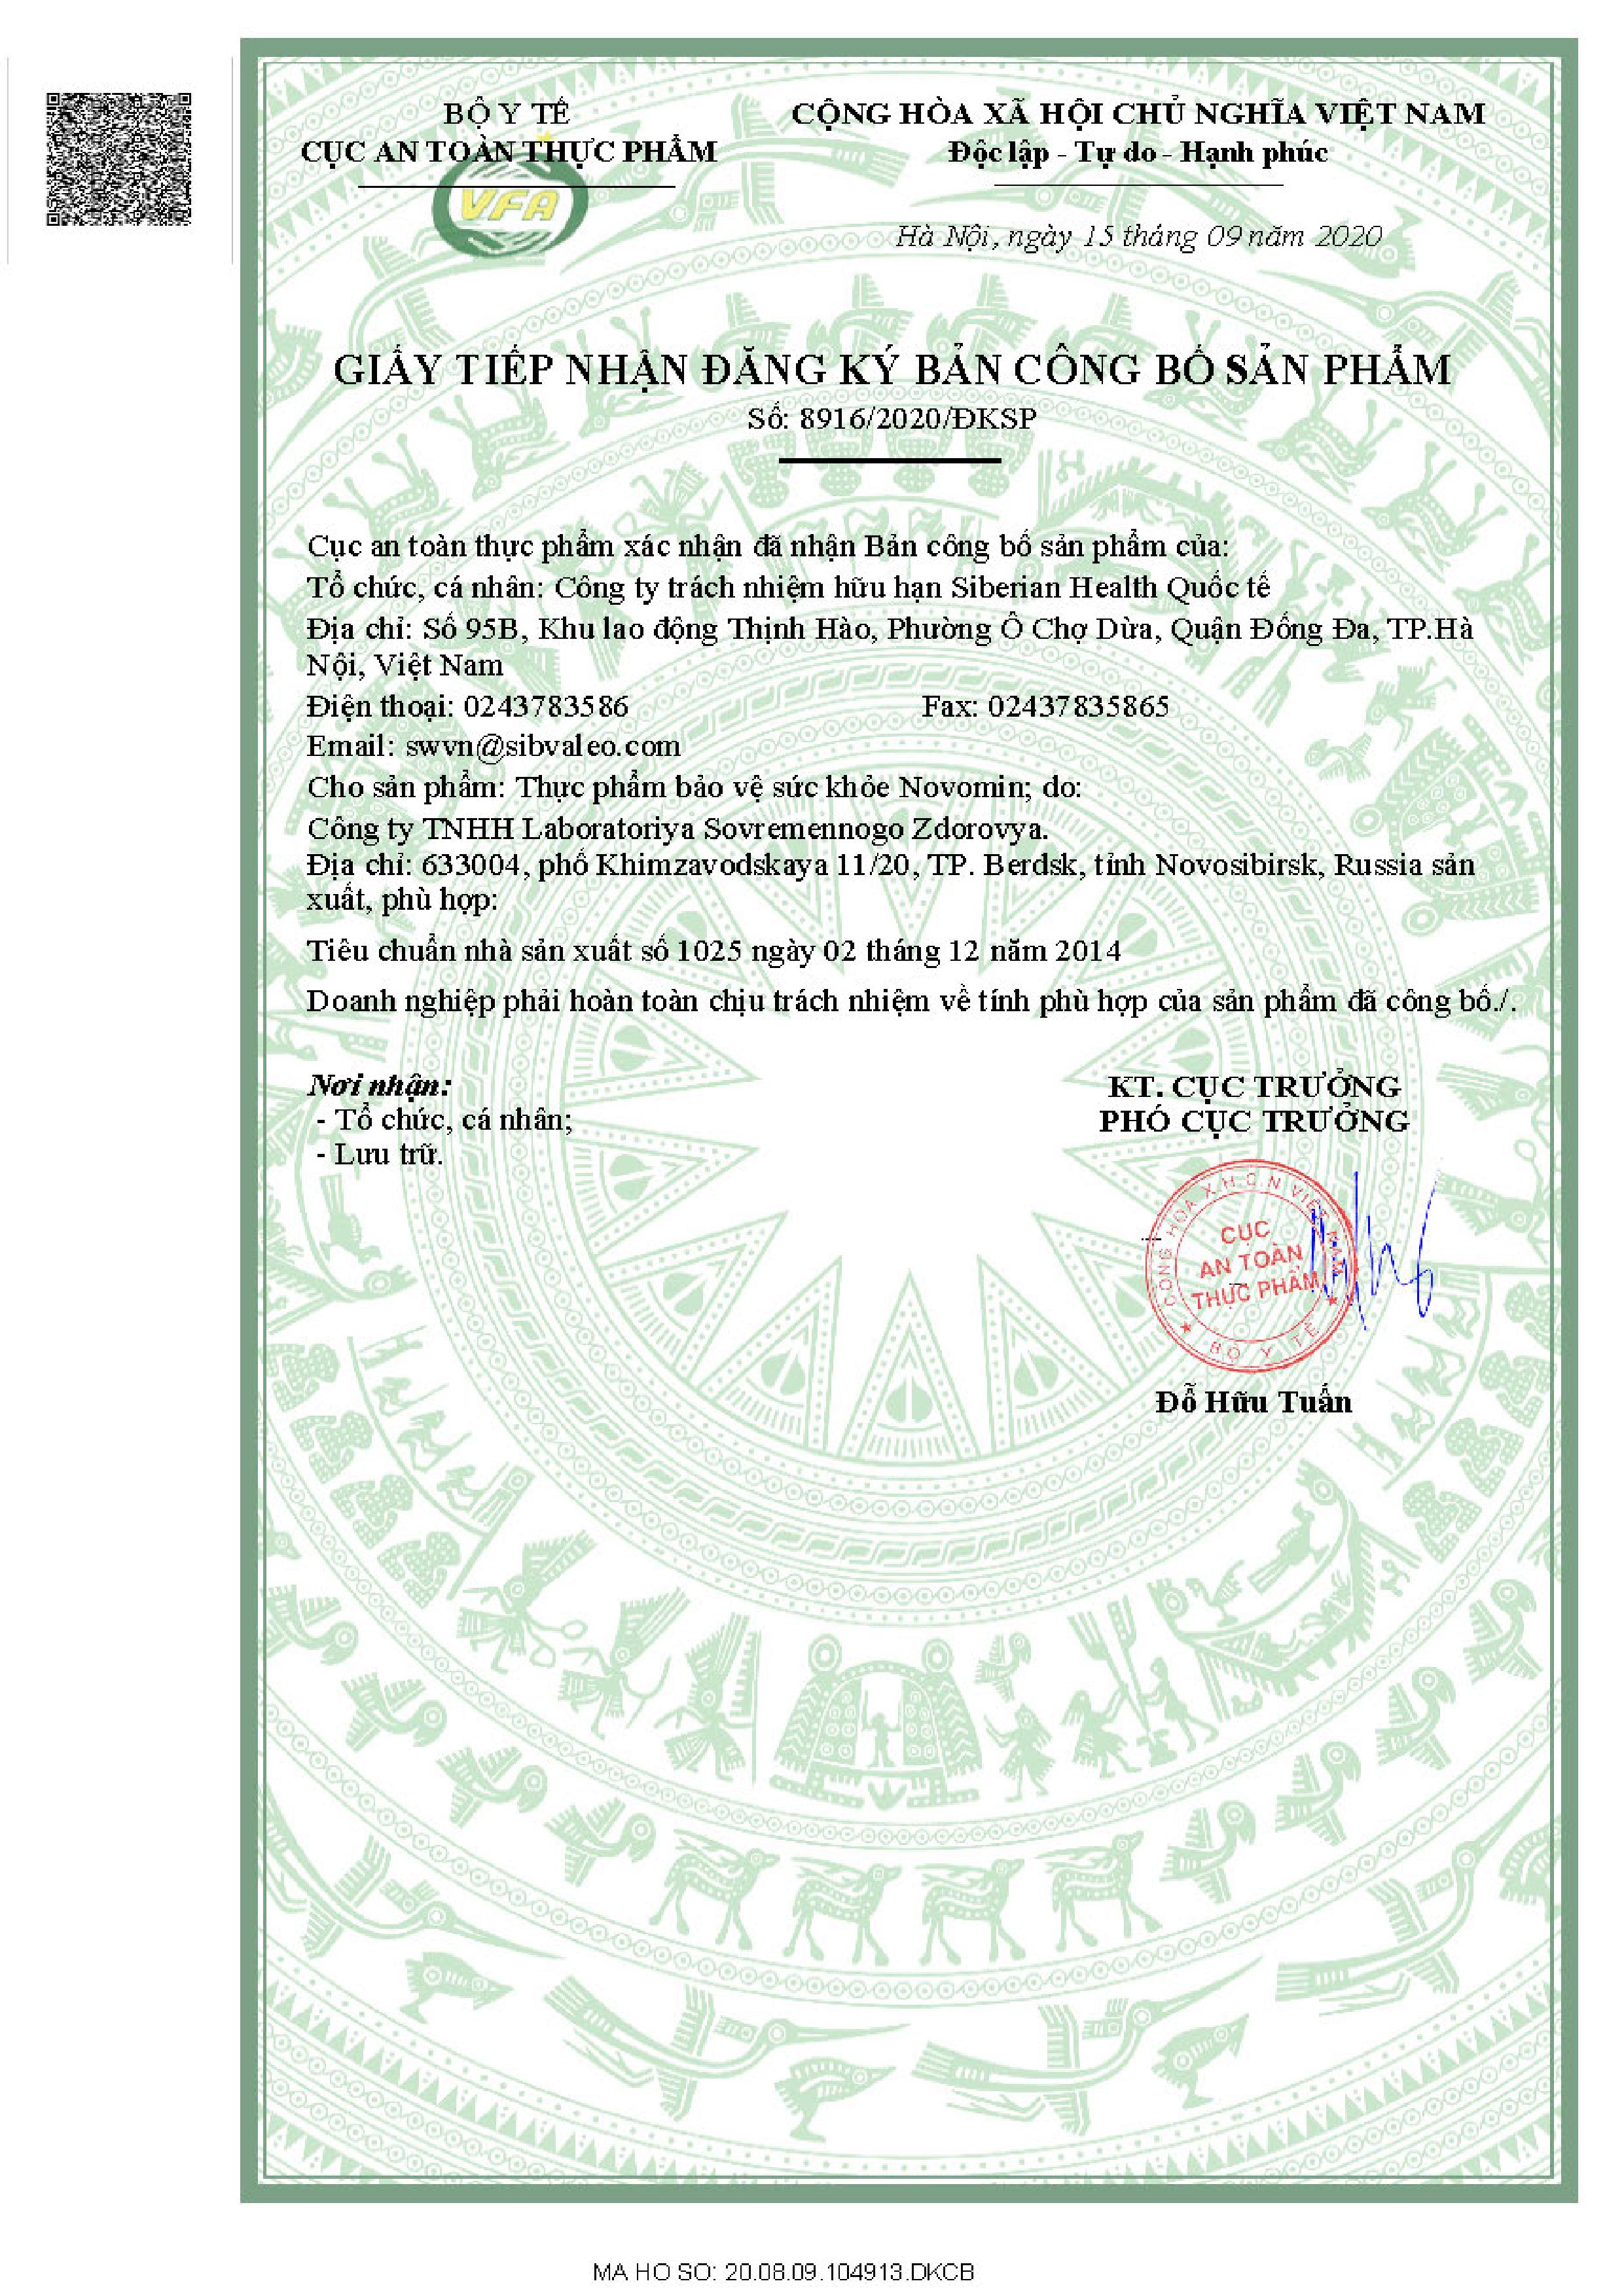 BỘ Y TẾ
CỤC AN TOÀN THỰC PHẨM
VFA
CỘNG HÒA XÃ HỘI CHỦ NGHĨA VIỆT NAM
Độc lập - Tự do - Hạnh phúc
Hà Nội, ngày 15 tháng 09 năm 2020
GIẤY TIẾP NHẬN ĐĂNG KÝ BẢN CÔNG BỐ SẢN PHẨM
Số: 8916/2020/ĐKSP
Cục an toàn thực phẩm xác nhận đã nhận Bản công bố sản phẩm của:
Tổ chức, cá nhân: Công ty trách nhiệm hữu hạn Siberian Health Quốc tế
Địa chỉ: Số 95B, Khu lao động Thịnh Hào, Phường Ô Chợ Dừa, Quận Đống Đa, TP.Hà
Nội, Việt Nam
Điện thoại: 0243783586 Fax: 02437835865
Email: swvn@sibvaleo.com
Cho sản phẩm: Thực phẩm bảo vệ sức khỏe Novomin; do:
Công ty TNHH Laboratoriya Sovremennogo Zdorovya.
Địa chỉ: 633004, phố Khimzavodskaya 11/20, TP. Berdsk, tỉnh Novosibirsk, Russia sản
xuất, phù hợp:
Tiêu chuẩn nhà sản xuất số 1025 ngày 02 tháng 12 năm 2014
Doanh nghiệp phải hoàn toàn chịu trách nhiệm về tính phù hợp của sản phẩm đã công bố./.
Nơi nhận:
- Tổ chức, cá nhân;
- Lưu trữ.
KT. CỤC TRƯỞNG
PHÓ CỤC TRƯỞNG
CỘNG HÒA X.H.C.N VIỆT NAM
CỤC
AN TOÀN
THỰC PHẨM
★ BỘ Y TẾ ★
Đỗ Hữu Tuấn
MA HO SO: 20.08.09.104913.DKCB